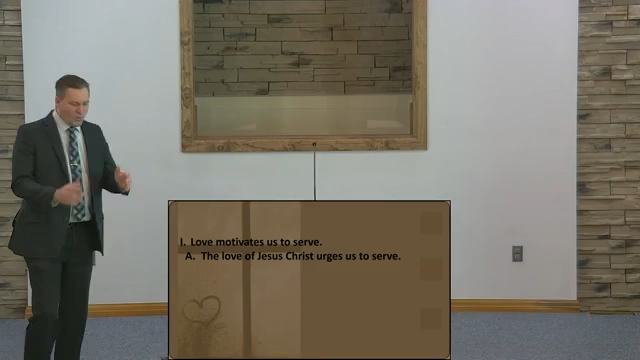 I. Love motivates us to serve.
A. The love of Jesus Christ urges us to serve.